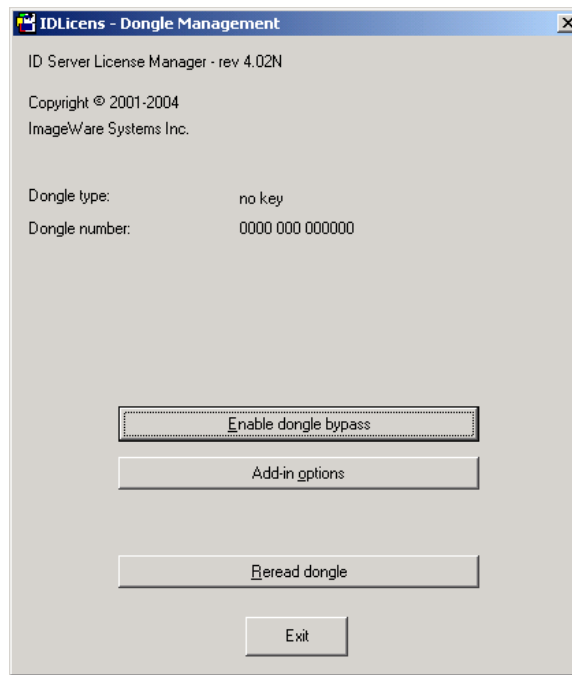 IDLicens - Dongle Management
ID Server License Manager - rev 4.02N
Copyright © 2001-2004
ImageWare Systems Inc.
Dongle type: no key
Dongle number: 0000 000 000000
Enable dongle bypass
Add-in options
Reread dongle
Exit